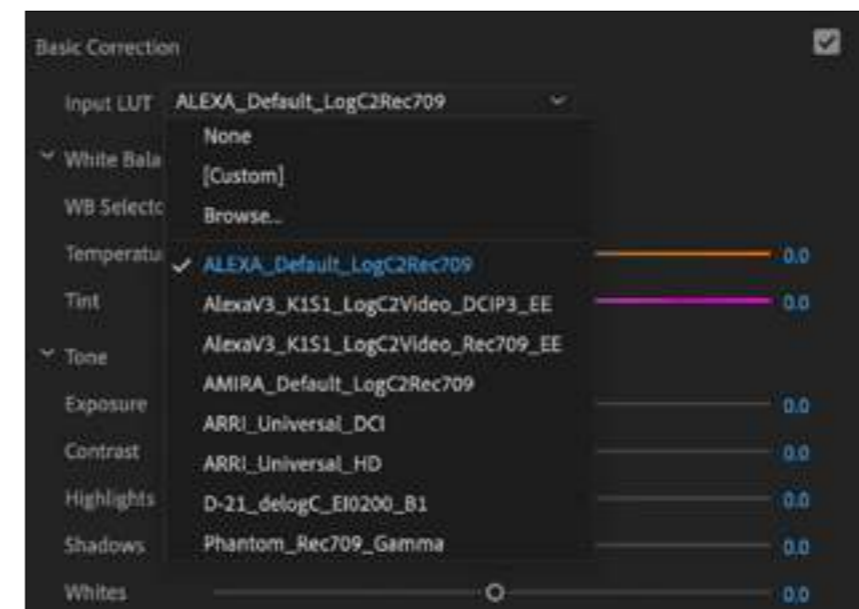 Basic Correction
Input LUT ALEXA_Default_LogC2Rec709
None
White Bala
[Custom]
WB Selecto
Browse...
Temperatu 0.0
ALEXA_Default_LogC2Rec709
Tint 0.0
AlexaV3_K1S1_LogC2Video_DCIP3_EE
AlexaV3_K1S1_LogC2Video_Rec709_EE
Tone
AMIRA_Default_LogC2Rec709
Exposure 0.0
ARRI_Universal_DCI
Contrast 0.0
ARRI_Universal_HD
Highlights 0.0
D-21_delogC_EI0200_B1
Shadows 0.0
Phantom_Rec709_Gamma
Whites 0.0